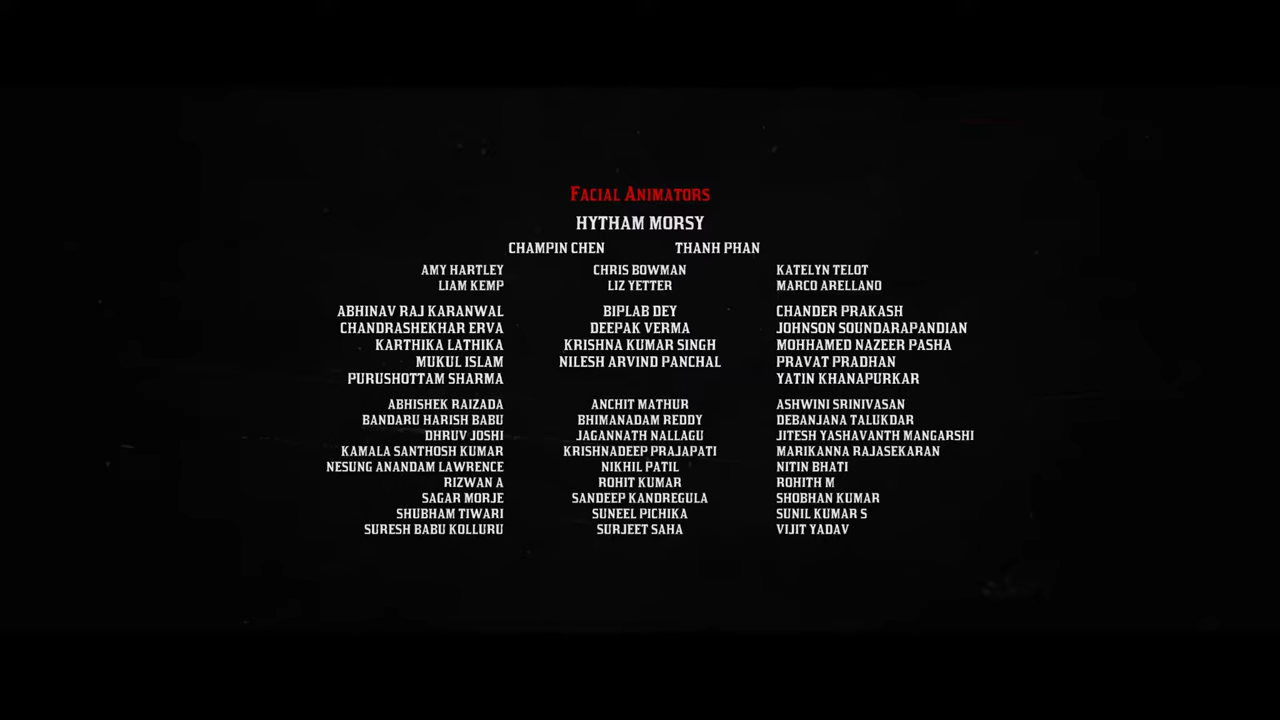 Facial Animators
HYTHAM MORSY
CHAMPIN CHEN THANH PHAN
AMY HARTLEY CHRIS BOWMAN KATELYN TELOT
LIAM KEMP LIZ YETTER MARCO ARELLANO
ABHINAV RAJ KARANWAL BIPLAB DEY CHANDER PRAKASH
CHANDRASHEKHAR ERVA DEEPAK VERMA JOHNSON SOUNDARAPANDIAN
KARTHIKA LATHIKA KRISHNA KUMAR SINGH MOHHAMED NAZEER PASHA
MUKUL ISLAM NILESH ARVIND PANCHAL PRAVAT PRADHAN
PURUSHOTTAM SHARMA YATIN KHANAPURKAR
ABHISHEK RAIZADA ANCHIT MATHUR ASHWINI SRINIVASAN
BANDARU HARISH BABU BHIMANADAM REDDY DEBANJANA TALUKDAR
DHRUV JOSHI JAGANNATH NALLAGU JITESH YASHAVANTH MANGARSHI
KAMALA SANTHOSH KUMAR KRISHNADEEP PRAJAPATI MARIKANNA RAJASEKARAN
NESUNG ANANDAM LAWRENCE NIKHIL PATIL NITIN BHATI
RIZWAN A ROHIT KUMAR ROHITH M
SAGAR MORJE SANDEEP KANDREGULA SHOBHAN KUMAR
SHUBHAM TIWARI SUNEEL PICHIKA SUNIL KUMAR S
SURESH BABU KOLLURU SURJEET SAHA VIJIT YADAV